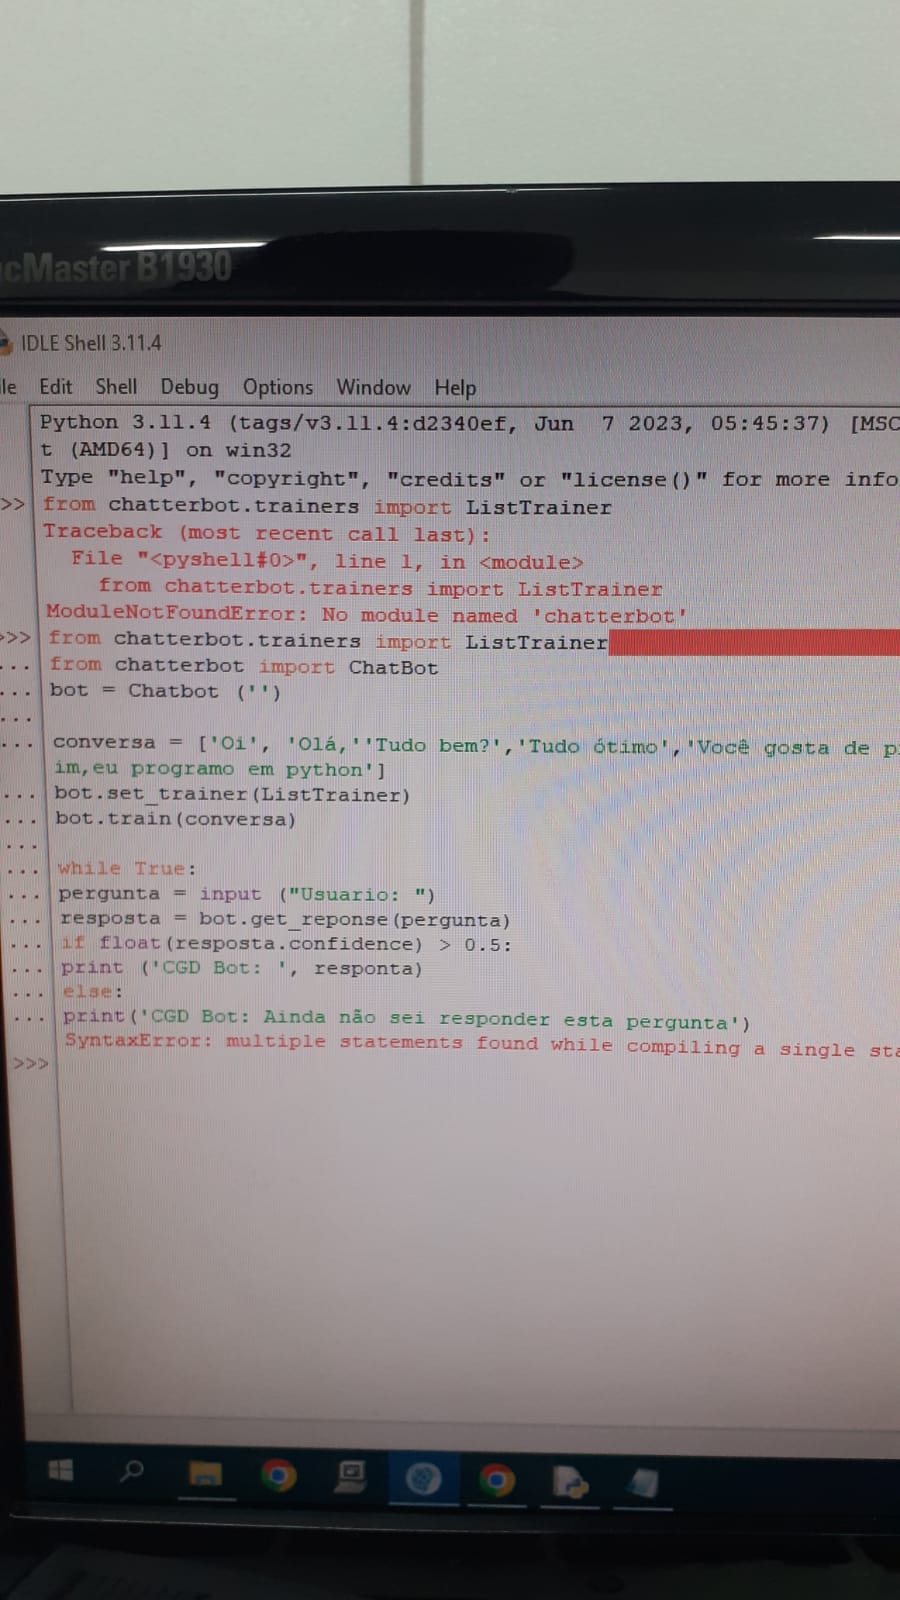 cMaster B1930
IDLE Shell 3.11.4
le Edit Shell Debug Options Window Help
Python 3.11.4 (tags/v3.11.4:d2340ef, Jun 7 2023, 05:45:37) [MSC
t (AMD64)] on win32
Type "help", "copyright", "credits" or "license()" for more info
>> from chatterbot.trainers import ListTrainer
Traceback (most recent call last):
File "<pyshell#0>", line 1, in <module>
from chatterbot.trainers import ListTrainer
ModuleNotFoundError: No module named 'chatterbot'
>>> from chatterbot.trainers import ListTrainer
... from chatterbot import ChatBot
... bot = Chatbot ('')
...
... conversa = ['Oi', 'Olá,''Tudo bem?','Tudo ótimo','Você gosta de p
im,eu programo em python']
... bot.set_trainer(ListTrainer)
... bot.train(conversa)
...
... while True:
... pergunta = input ("Usuario: ")
... resposta = bot.get_reponse(pergunta)
... if float(resposta.confidence) > 0.5:
... print ('CGD Bot: ', responta)
... else:
... print('CGD Bot: Ainda não sei responder esta pergunta')
SyntaxError: multiple statements found while compiling a single sta
>>>